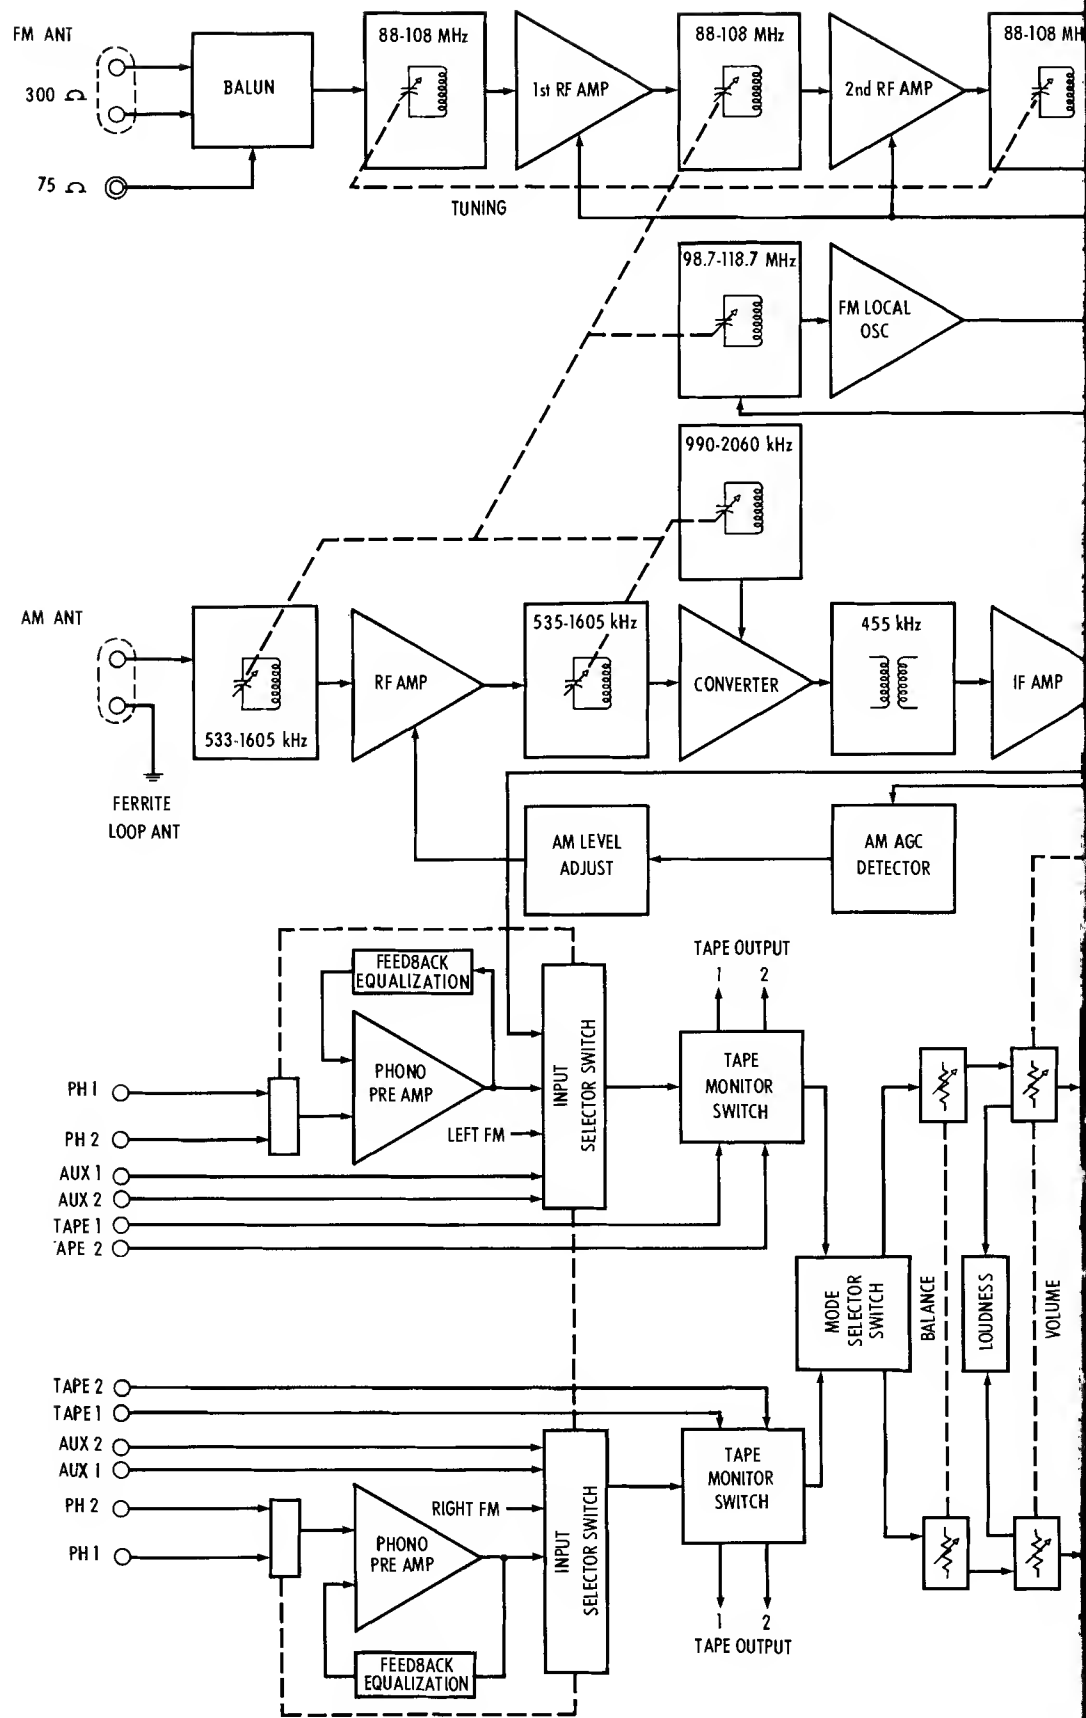 FM ANT
300 Ω
75 Ω
BALUN
88-108 MHz
1st RF AMP
88-108 MHz
2nd RF AMP
88-108 MH
TUNING
98.7-118.7 MHz
FM LOCAL
OSC
990-2060 kHz
AM ANT
533-1605 kHz
RF AMP
535-1605 kHz
CONVERTER
455 kHz
IF AMP
FERRITE
LOOP ANT
AM LEVEL
ADJUST
AM AGC
DETECTOR
FEED8ACK
EQUALIZATION
PHONO
PRE AMP
INPUT
SELECTOR SWITCH
TAPE OUTPUT
1 2
TAPE
MONITOR
SWITCH
PH 1
PH 2
LEFT FM
AUX 1
AUX 2
TAPE 1
APE 2
MODE
SELECTOR
SWITCH
BALANCE
LOUDNESS
VOLUME
TAPE 2
TAPE 1
AUX 2
AUX 1
PH 2
PH 1
RIGHT FM
PHONO
PRE AMP
INPUT
SELECTOR SWITCH
TAPE
MONITOR
SWITCH
1 2
TAPE OUTPUT
FEED8ACK
EQUALIZATION